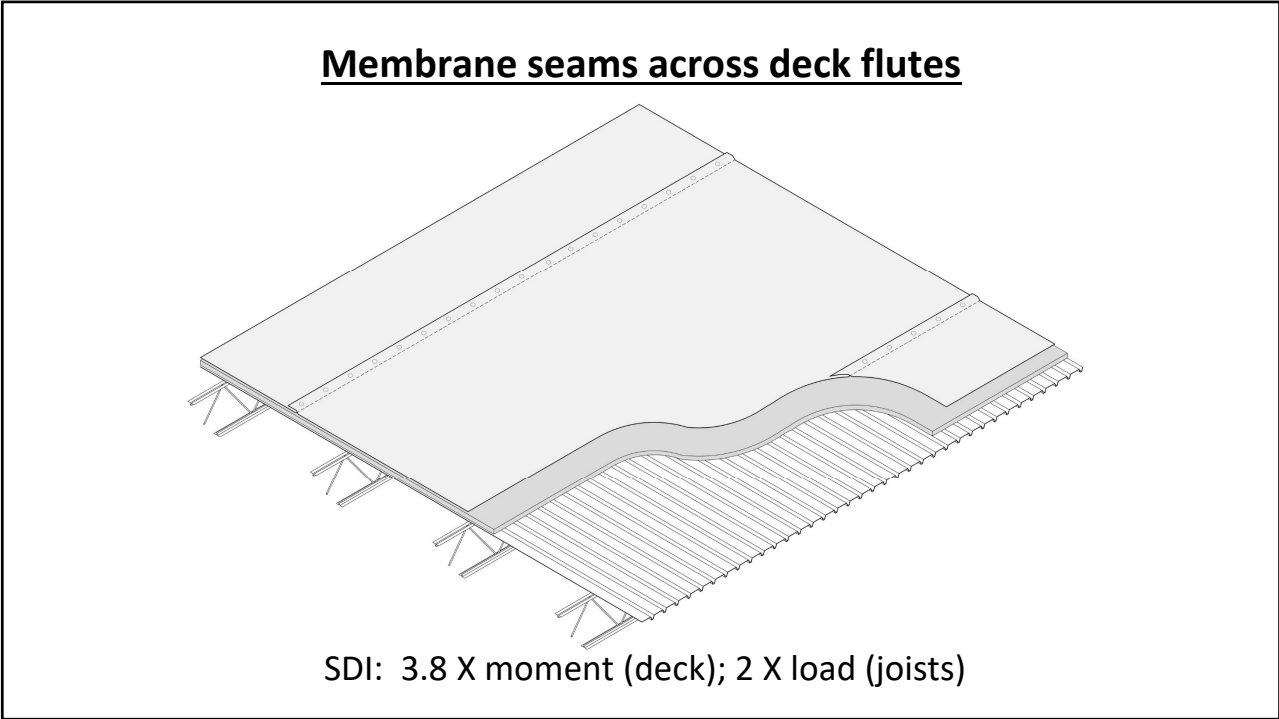 Membrane seams across deck flutes
SDI:  3.8 X moment (deck); 2 X load (joists)